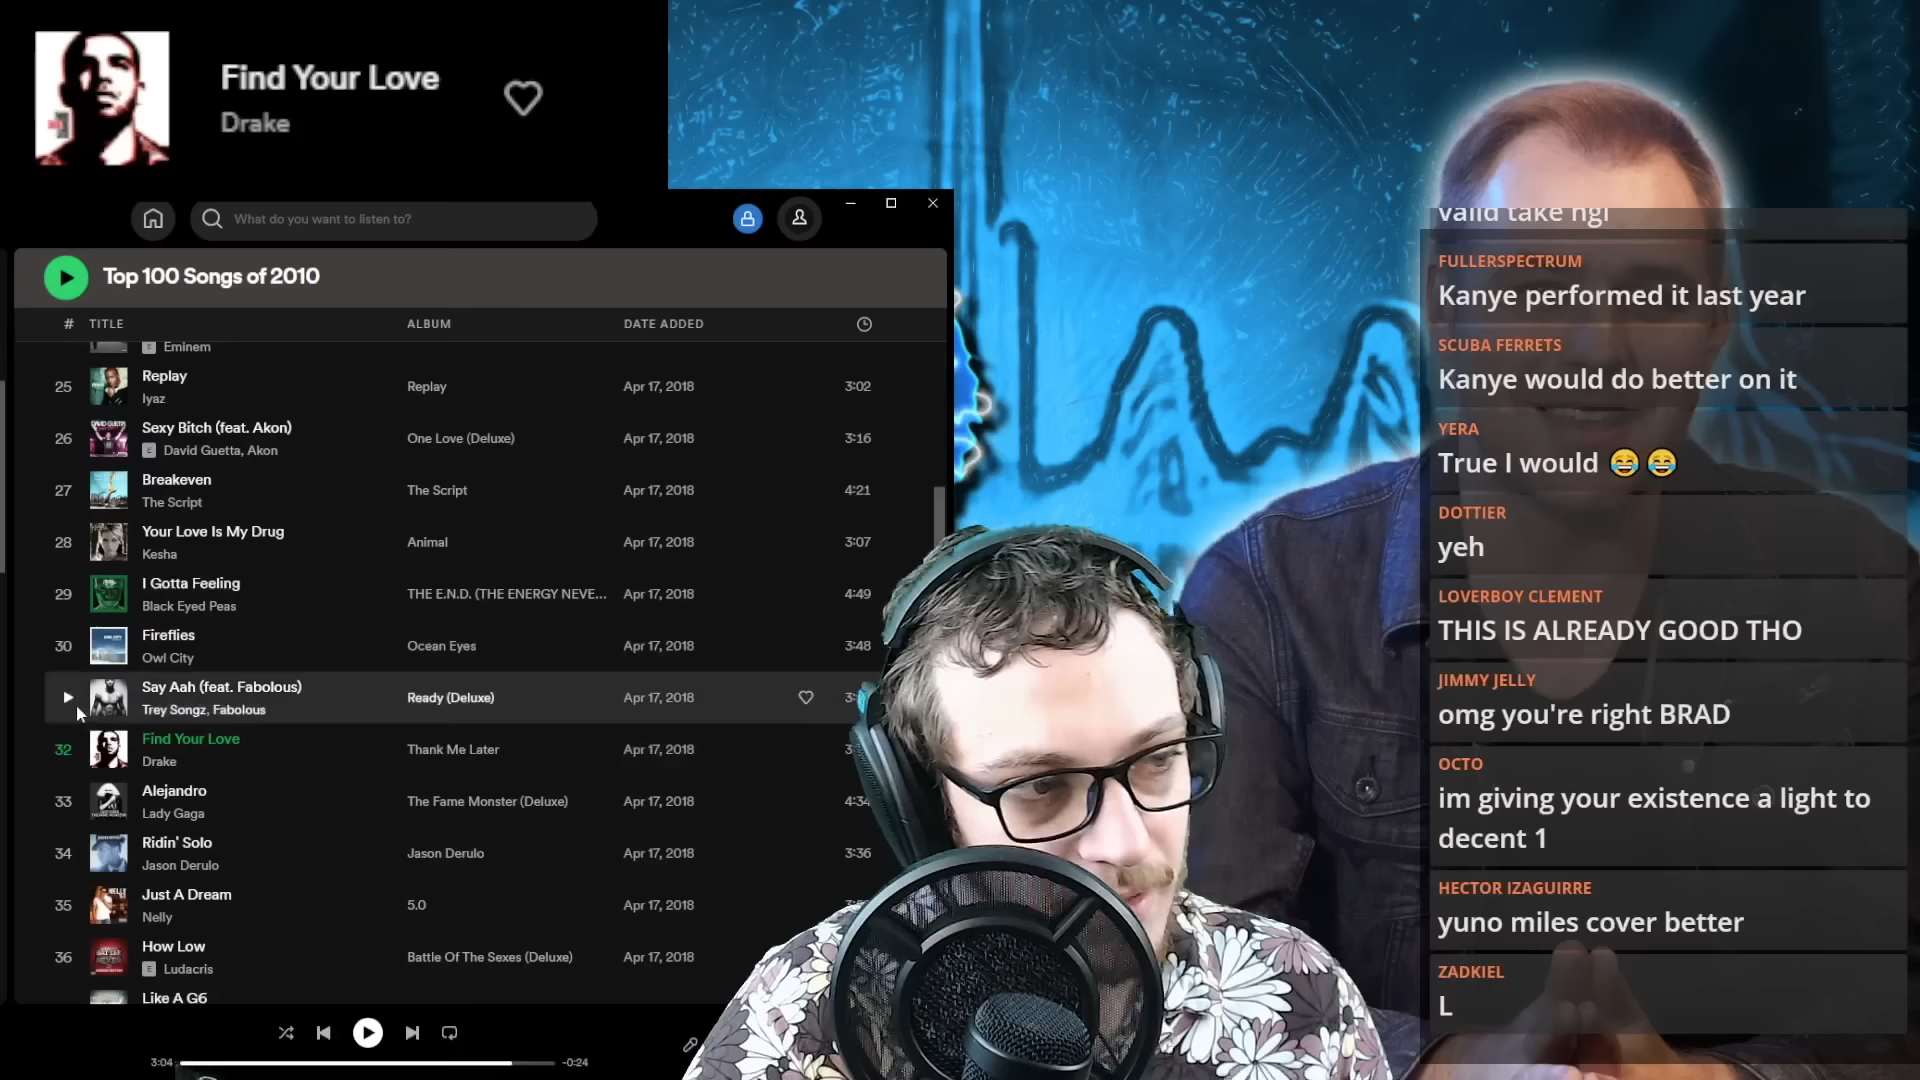 Find Your Love
Drake
What do you want to listen to?
Top 100 Songs of 2010
# TITLE ALBUM DATE ADDED
E Eminem
25 Replay Replay Apr 17, 2018 3:02
Iyaz
26 Sexy Bitch (feat. Akon) One Love (Deluxe) Apr 17, 2018 3:16
E David Guetta, Akon
27 Breakeven The Script Apr 17, 2018 4:21
The Script
28 Your Love Is My Drug Animal Apr 17, 2018 3:07
Kesha
29 I Gotta Feeling THE E.N.D. (THE ENERGY NEVE... Apr 17, 2018 4:49
Black Eyed Peas
30 Fireflies Ocean Eyes Apr 17, 2018 3:48
Owl City
Say Aah (feat. Fabolous) Ready (Deluxe) Apr 17, 2018 3:
Trey Songz, Fabolous
32 Find Your Love Thank Me Later Apr 17, 2018 3
Drake
33 Alejandro The Fame Monster (Deluxe) Apr 17, 2018 4:34
Lady Gaga
34 Ridin' Solo Jason Derulo Apr 17, 2018 3:36
Jason Derulo
35 Just A Dream 5.0 Apr 17, 2018
Nelly
36 How Low Battle Of The Sexes (Deluxe) Apr 17, 2018
E Ludacris
Like A G6
3:04 -0:24
valid take ngl
FULLERSPECTRUM
Kanye performed it last year
SCUBA FERRETS
Kanye would do better on it
YERA
True I would 😂 😂
DOTTIER
yeh
LOVERBOY CLEMENT
THIS IS ALREADY GOOD THO
JIMMY JELLY
omg you're right BRAD
OCTO
im giving your existence a light to
decent 1
HECTOR IZAGUIRRE
yuno miles cover better
ZADKIEL
L